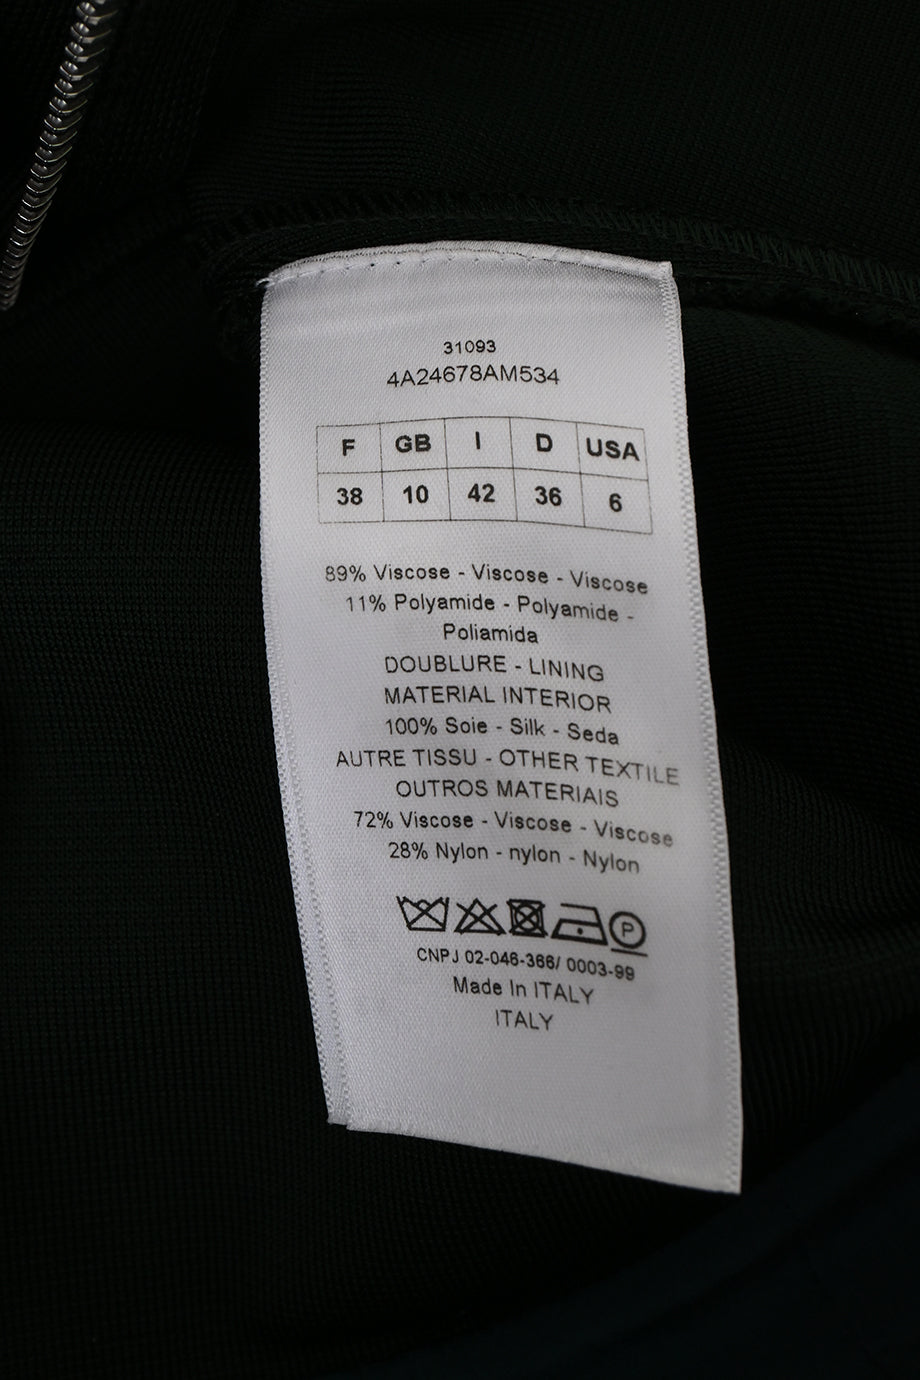 31093
4A24678AM534
F GB I D USA
38 10 42 36 6
89% Viscose - Viscose - Viscose
11% Polyamide - Polyamide -
Poliamida
DOUBLURE - LINING
MATERIAL INTERIOR
100% Soie - Silk - Seda
AUTRE TISSU - OTHER TEXTILE
OUTROS MATERIAIS
72% Viscose - Viscose - Viscose
28% Nylon - nylon - Nylon
P
CNPJ 02-046-366/ 0003-99
Made In ITALY
ITALY